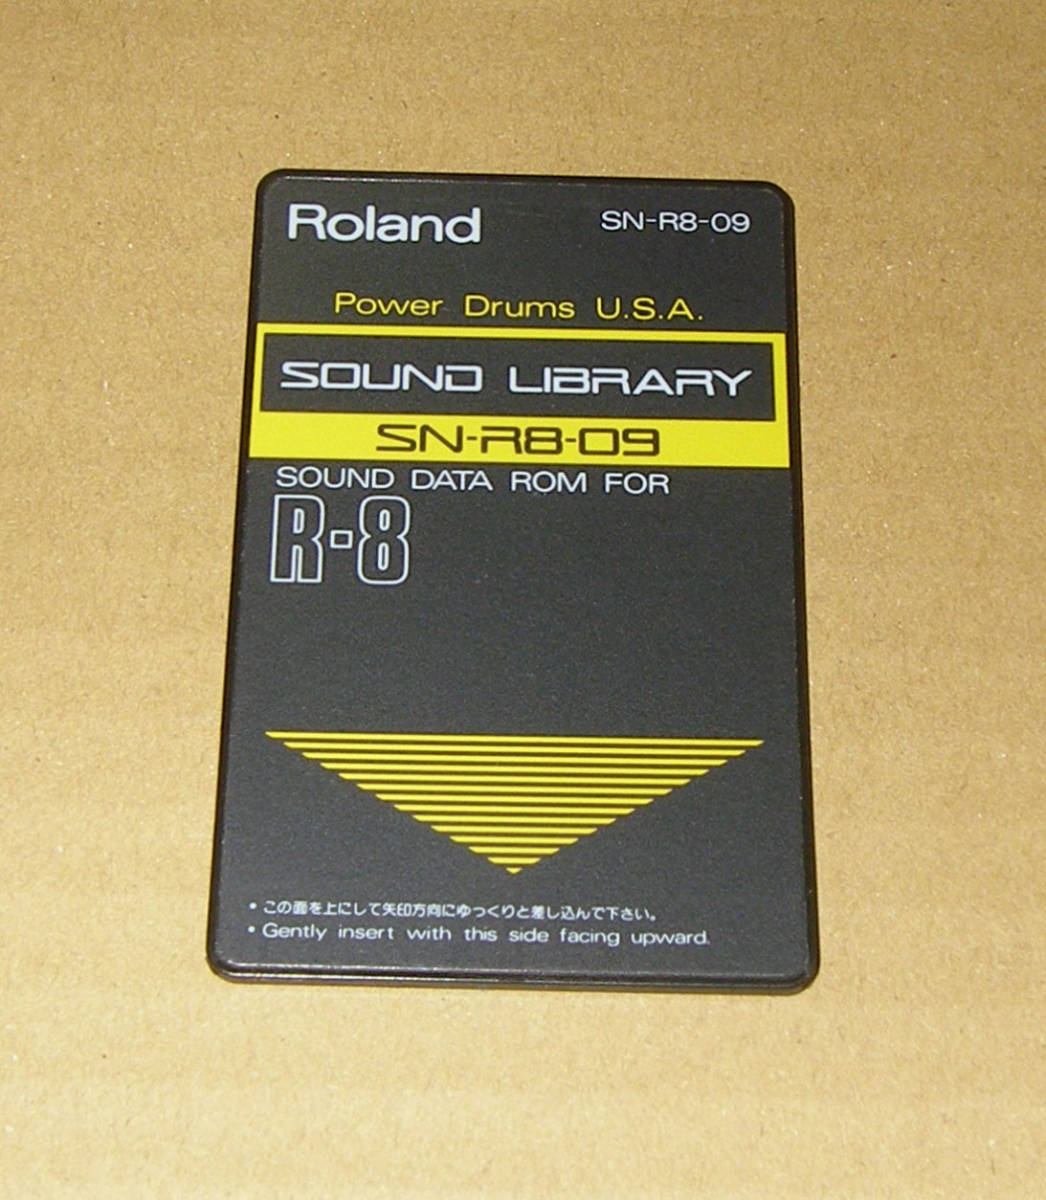 Roland SN-R8-09
Power Drums U.S.A.
SOUND LIBRARY
SN-R8-09
SOUND DATA ROM FOR
R-8
• この面を上にして矢印方向にゆっくりと差し込んで下さい。
• Gently insert with this side facing upward.